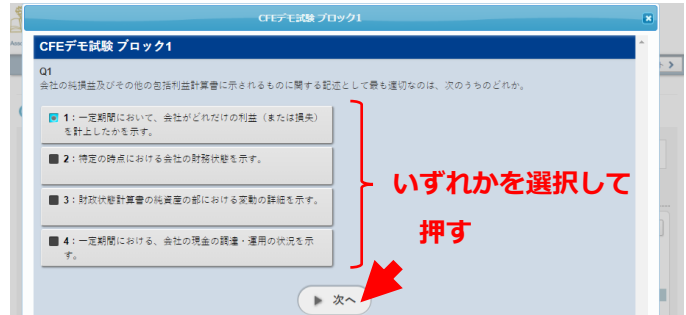 CFEデモ試験 ブロック1
CFEデモ試験 ブロック1
Q1
会社の純損益及びその他の包括利益計算書に示されるものに関する記述として最も適切なのは、次のうちのどれか。
1：一定期間において、会社がどれだけの利益（または損失）
を計上したかを示す。
2：特定の時点における会社の財務状態を示す。
3：財政状態計算書の純資産の部における変動の詳細を示す。
4：一定期間における、会社の現金の調達・運用の状況を示
す。
いずれかを選択して
押す
次へ